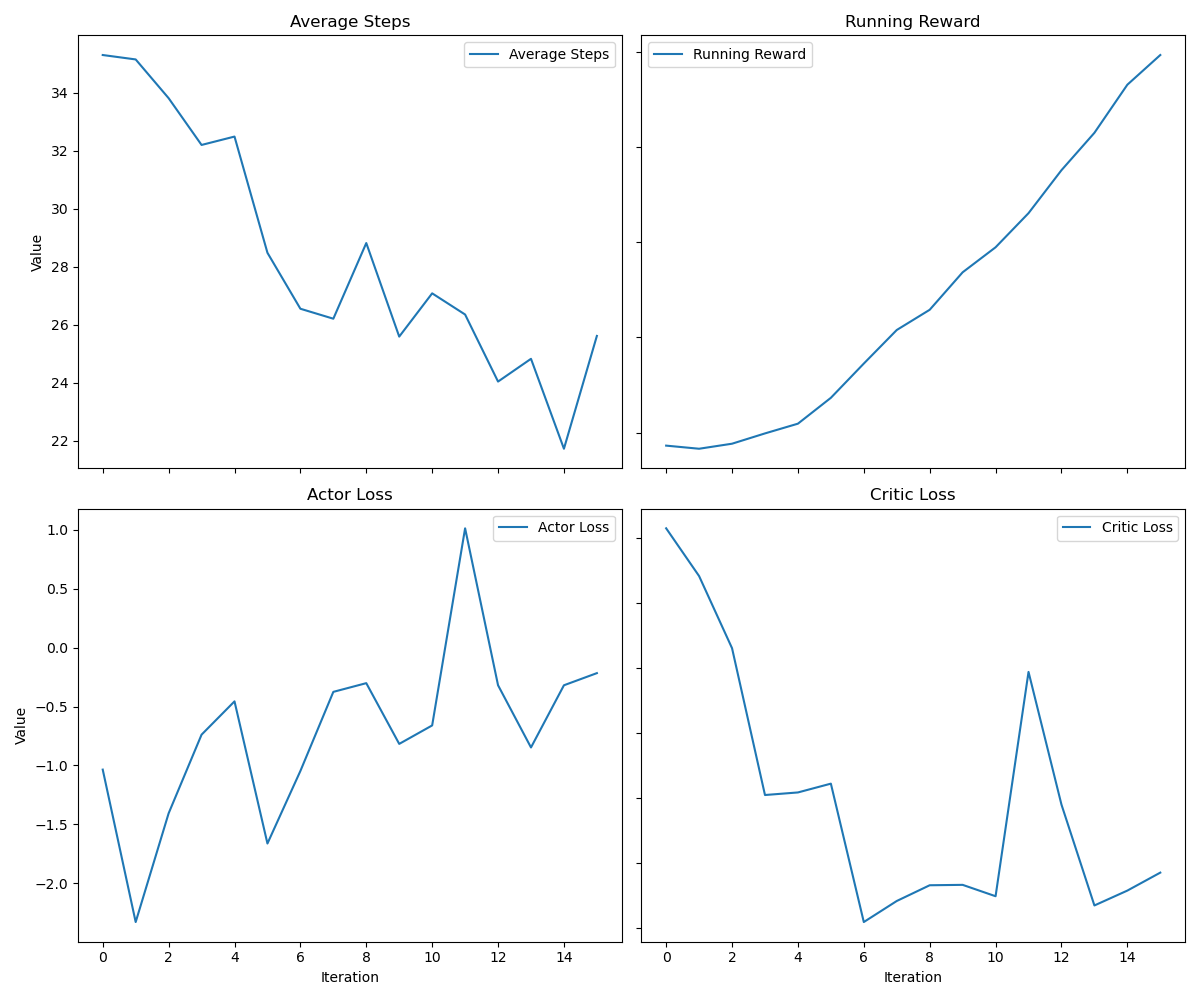 Average Steps
Average Steps
34
32
30
28
26
24
22
Value
Running Reward
Running Reward
Actor Loss
Actor Loss
1.0
0.5
0.0
−0.5
−1.0
−1.5
−2.0
Value
0 2 4 6 8 10 12 14
Iteration
Critic Loss
Critic Loss
0 2 4 6 8 10 12 14
Iteration